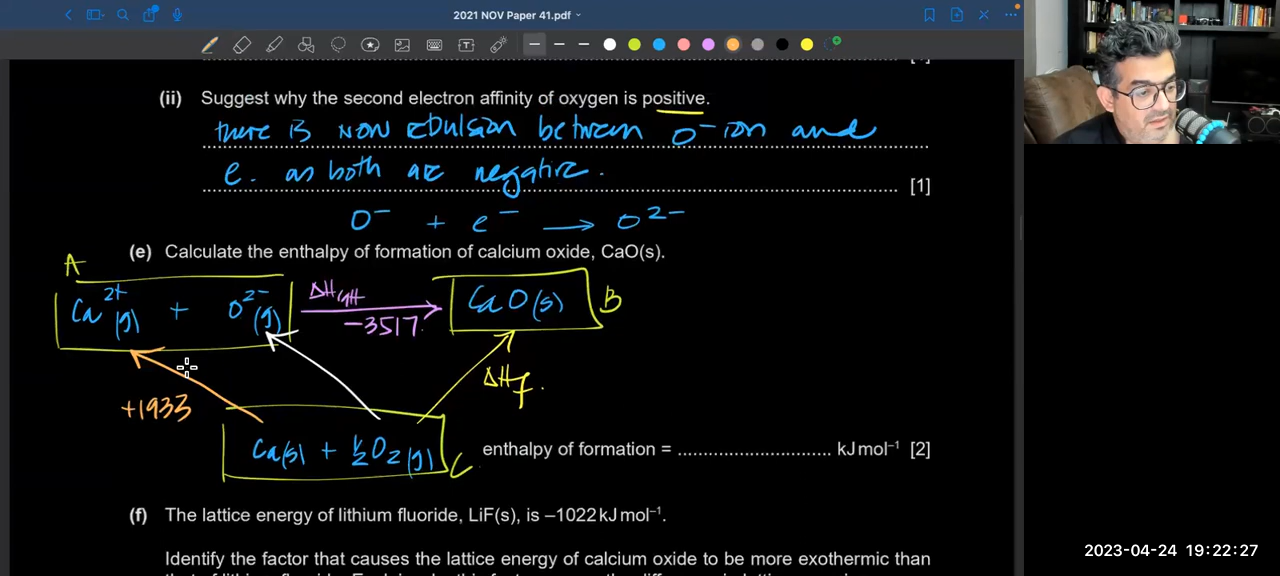 2021 NOV Paper 41.pdf
(ii) Suggest why the second electron affinity of oxygen is positive.
there is now repulsion between O⁻ ion and
e. as both are negative.
[1]
O⁻ + e⁻ → O²⁻
(e) Calculate the enthalpy of formation of calcium oxide, CaO(s).
A
Ca²⁺(g) + O²⁻(g)
ΔH
-3517.
CaO(s) B
ΔHf.
+1933
Ca(s) + ½O₂(g) C
enthalpy of formation = .............................. kJ mol⁻¹ [2]
(f) The lattice energy of lithium fluoride, LiF(s), is –1022 kJ mol⁻¹.
Identify the factor that causes the lattice energy of calcium oxide to be more exothermic than
2023-04-24 19:22:27